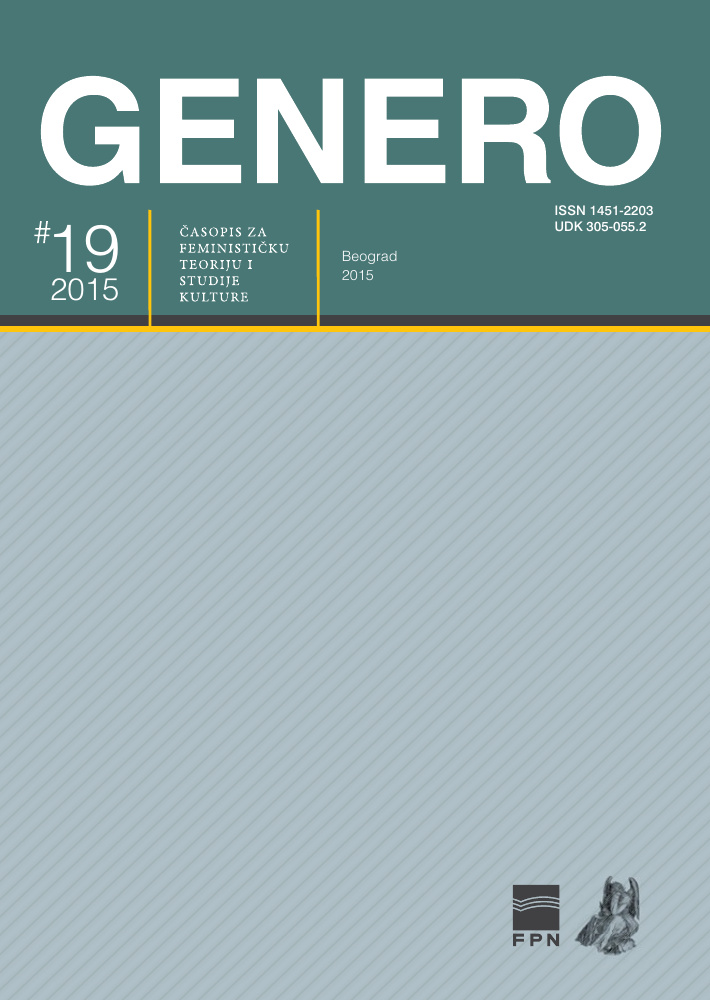 GENERO
ISSN 1451-2203
UDK 305-055.2
#19
2015
ČASOPIS ZA
FEMINISTIČKU
TEORIJU I
STUDIJE
KULTURE
Beograd
2015
FPN